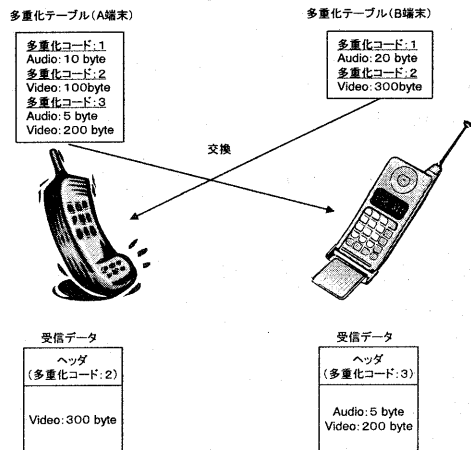 多重化テーブル(A端末)
多重化コード:1
Audio:10 byte
多重化コード:2
Video:100byte
多重化コード:3
Audio:5 byte
Video:200 byte
多重化テーブル(B端末)
多重化コード:1
Audio:20 byte
多重化コード:2
Video:300byte
交換
受信データ
ヘッダ
(多重化コード:2)
Video:300 byte
受信データ
ヘッダ
(多重化コード:3)
Audio:5 byte
Video:200 byte